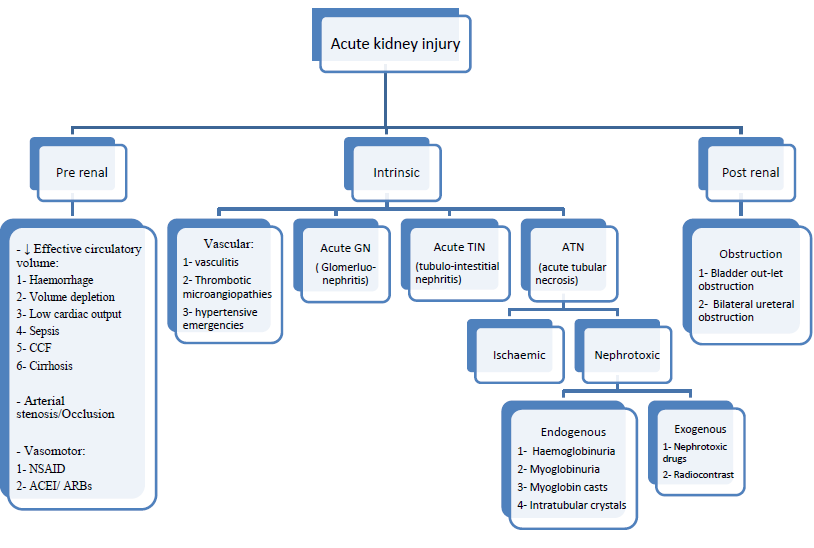 Acute kidney injury
Pre renal
Intrinsic
Post renal
- ↓ Effective circulatory
volume:
1- Haemorrhage
2- Volume depletion
3- Low cardiac output
4- Sepsis
5- CCF
6- Cirrhosis
- Arterial
stenosis/Occlusion
- Vasomotor:
1- NSAID
2- ACEI/ ARBs
Vascular:
1- vasculitis
2- Thrombotic
microangiopathies
3- hypertensive
emergencies
Acute GN
( Glomerluo-
nephritis)
Acute TIN
(tubulo-intestitial
nephritis)
ATN
(acute tubular
necrosis)
Ischaemic
Nephrotoxic
Endogenous
1- Haemoglobinuria
2- Myoglobinuria
3- Myoglobin casts
4- Intratubular crystals
Exogenous
1- Nephrotoxic
drugs
2- Radiocontrast
Obstruction
1- Bladder out-let
obstruction
2- Bilateral ureteral
obstruction